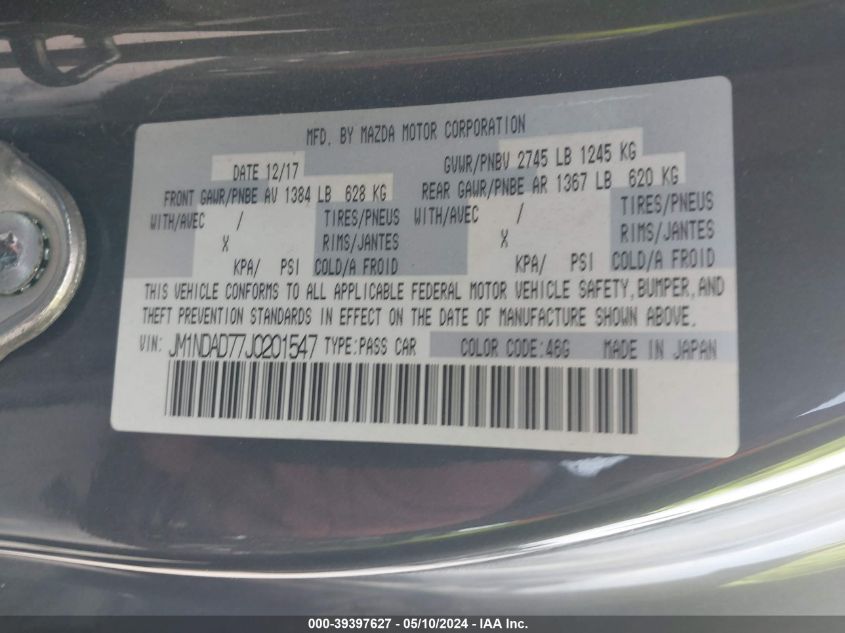 MFD. BY MAZDA MOTOR CORPORATION
DATE 12/17 GVWR/PNBV 2745 LB 1245 KG
FRONT GAWR/PNBE AV 1384 LB 628 KG REAR GAWR/PNBE AR 1367 LB 620 KG
WITH/AVEC / TIRES/PNEUS WITH/AVEC / TIRES/PNEUS
X RIMS/JANTES X RIMS/JANTES
KPA/ PSI COLD/A FROID KPA/ PSI COLD/A FROID
THIS VEHICLE CONFORMS TO ALL APPLICABLE FEDERAL MOTOR VEHICLE SAFETY, BUMPER, AND
THEFT PREVENTION STANDARDS IN EFFECT ON THE DATE OF MANUFACTURE SHOWN ABOVE.
VIN: JM1NDAD77J0201547 TYPE:PASS CAR COLOR CODE:46G MADE IN JAPAN
000-39397627 - 05/10/2024 - IAA Inc.